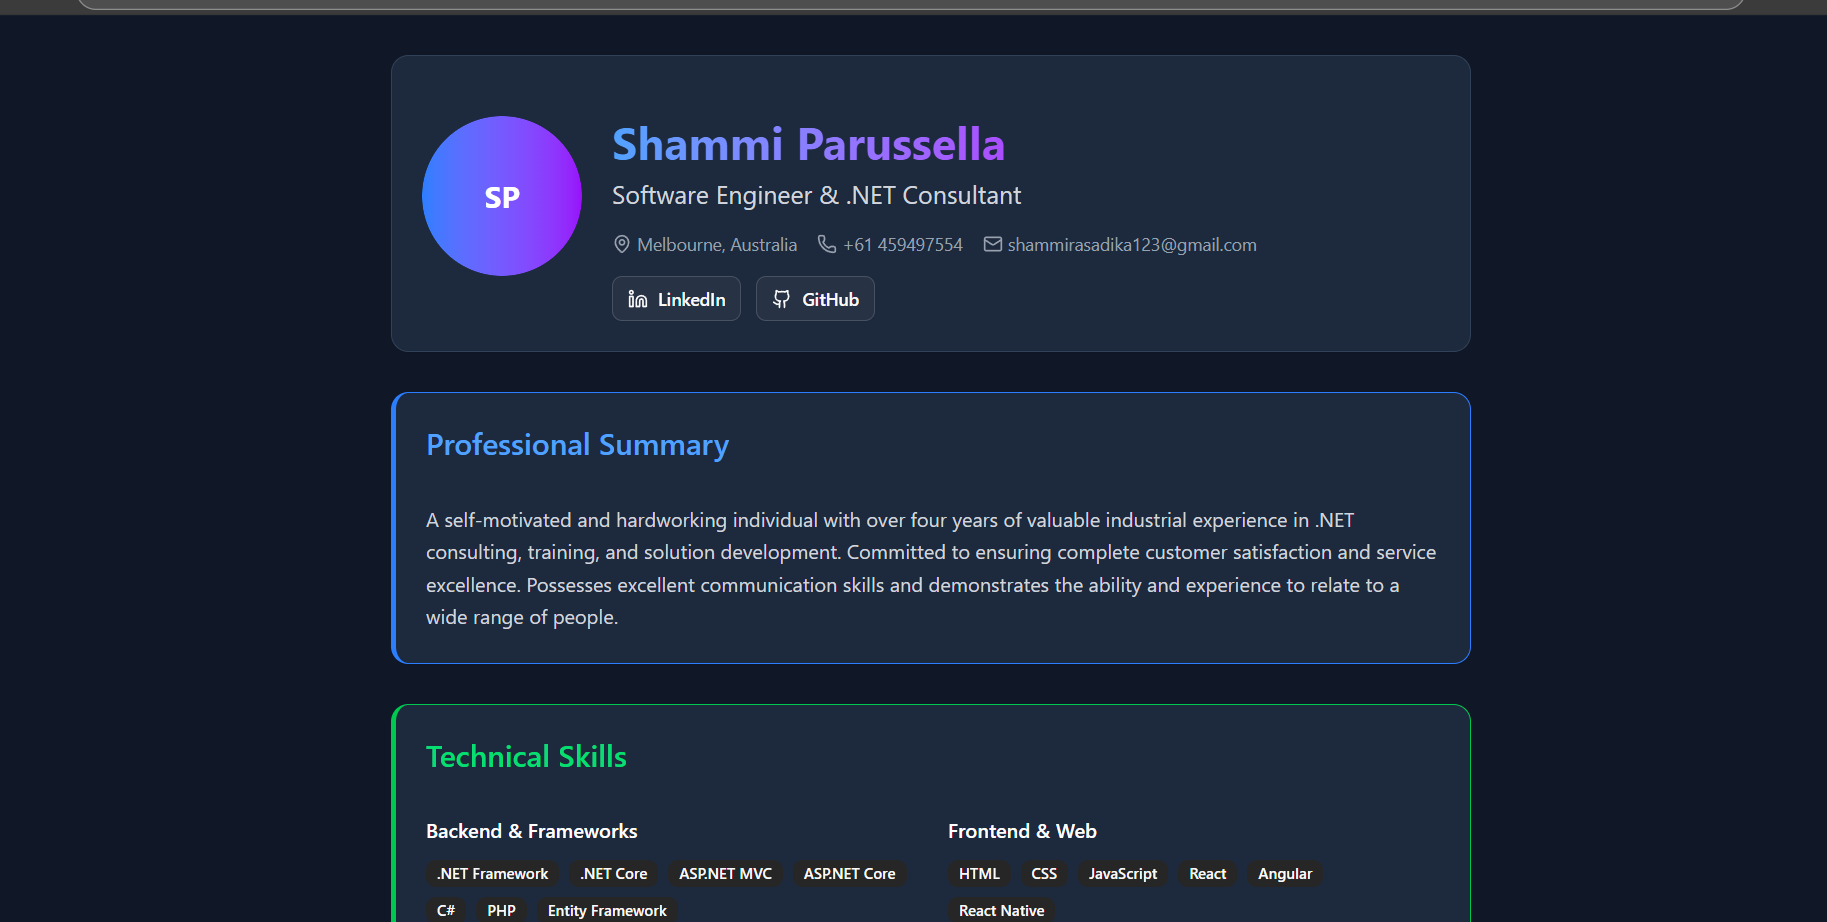 SP
Shammi Parussella
Software Engineer & .NET Consultant
Melbourne, Australia +61 459497554 shammirasadika123@gmail.com
LinkedIn GitHub
Professional Summary
A self-motivated and hardworking individual with over four years of valuable industrial experience in .NET
consulting, training, and solution development. Committed to ensuring complete customer satisfaction and service
excellence. Possesses excellent communication skills and demonstrates the ability and experience to relate to a
wide range of people.
Technical Skills
Backend & Frameworks
.NET Framework .NET Core ASP.NET MVC ASP.NET Core
C# PHP Entity Framework
Frontend & Web
HTML CSS JavaScript React Angular
React Native